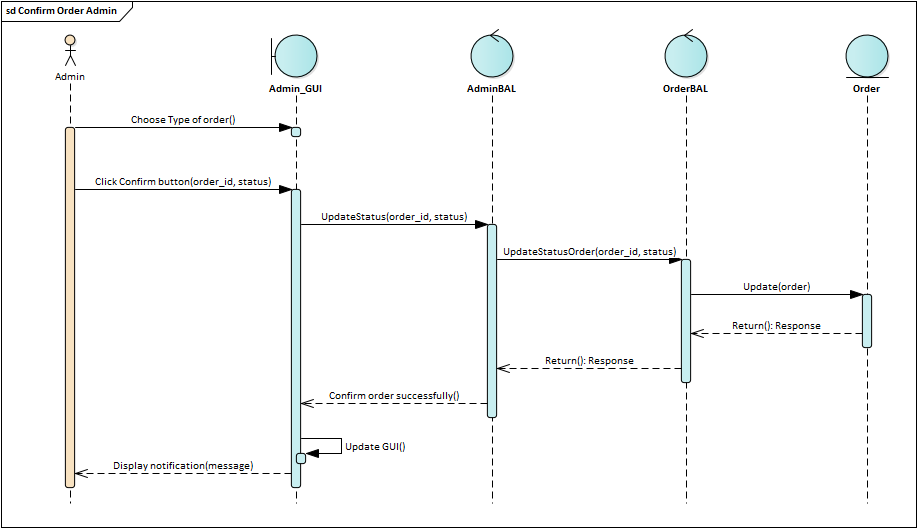 sd Confirm Order Admin
Admin
Admin_GUI
AdminBAL
OrderBAL
Order
Choose Type of order()
Click Confirm button(order_id, status)
UpdateStatus(order_id, status)
UpdateStatusOrder(order_id, status)
Update(order)
Return(): Response
Return(): Response
Confirm order successfully()
Update GUI()
Display notification(message)